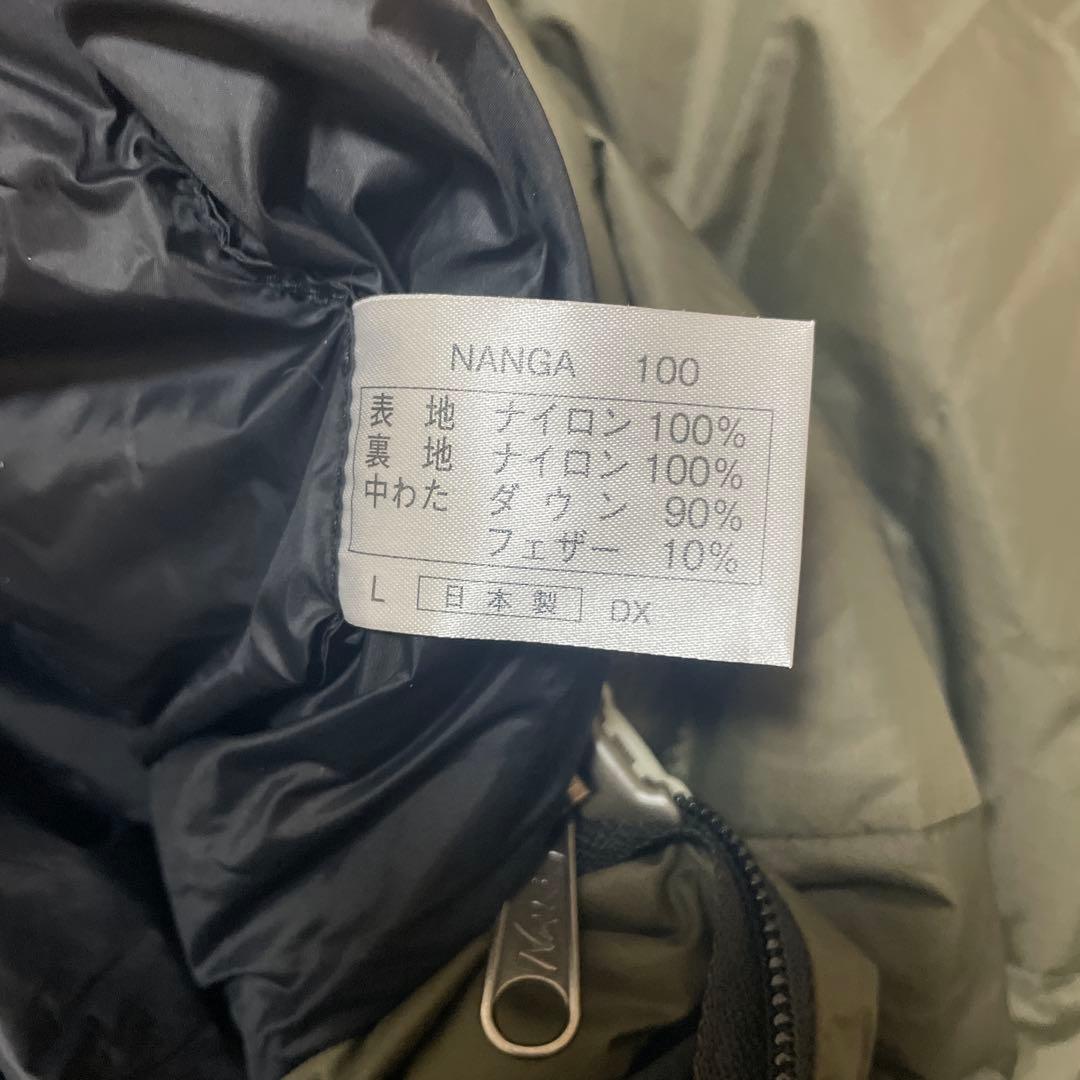 NANGA 100
表 地 ナイロン 100%
裏 地 ナイロン 100%
中わた ダウン 90%
フェザー 10%
L 日本製 DX